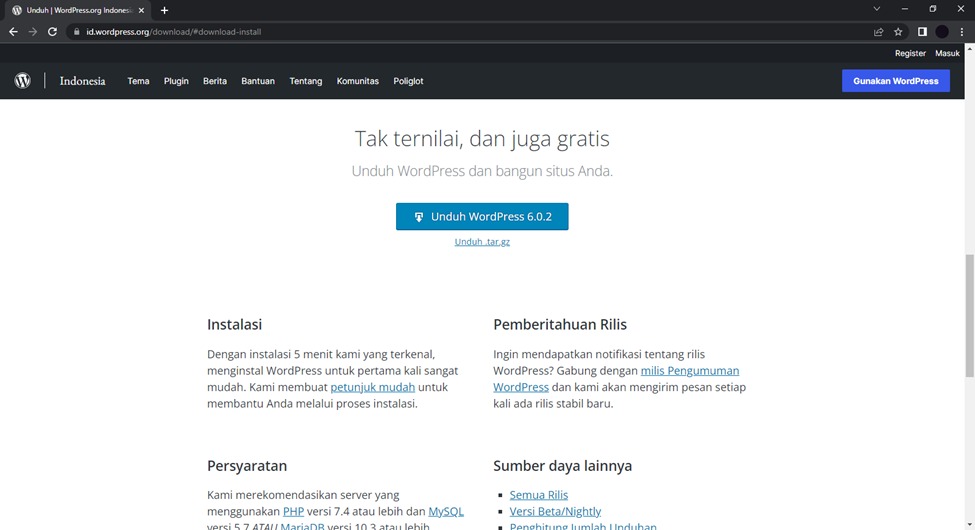 Unduh | WordPress.org Indonesi
id.wordpress.org/download/#download-install
Register Masuk
Indonesia Tema Plugin Berita Bantuan Tentang Komunitas Poliglot Gunakan WordPress
Tak ternilai, dan juga gratis
Unduh WordPress dan bangun situs Anda.
Unduh WordPress 6.0.2
Unduh .tar.gz
Instalasi
Dengan instalasi 5 menit kami yang terkenal,
menginstal WordPress untuk pertama kali sangat
mudah. Kami membuat petunjuk mudah untuk
membantu Anda melalui proses instalasi.
Pemberitahuan Rilis
Ingin mendapatkan notifikasi tentang rilis
WordPress? Gabung dengan milis Pengumuman
WordPress dan kami akan mengirim pesan setiap
kali ada rilis stabil baru.
Persyaratan
Kami merekomendasikan server yang
menggunakan PHP versi 7.4 atau lebih dan MySQL
versi 5.7 ATAU MariaDB versi 10.3 atau lebih.
Sumber daya lainnya
Semua Rilis
Versi Beta/Nightly
Penghitung Jumlah Unduhan